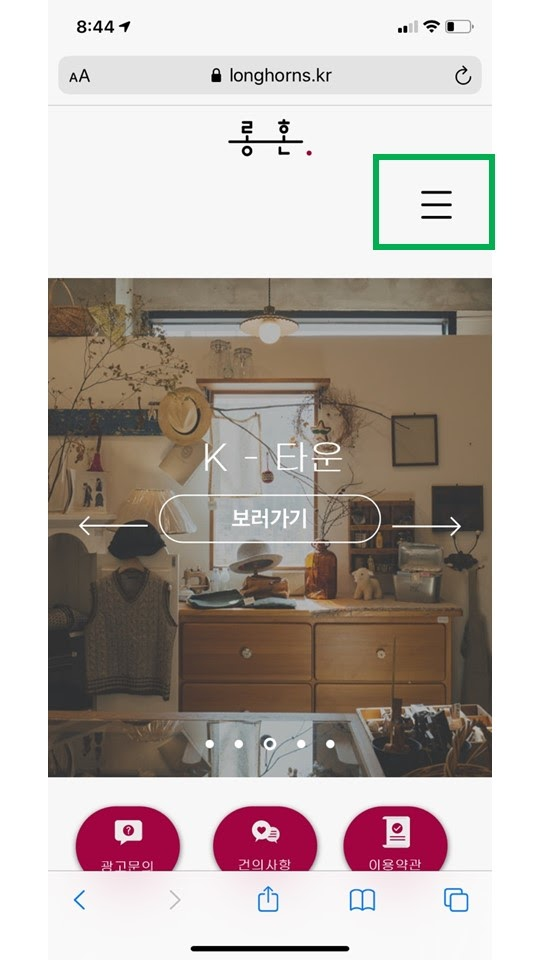 8:44
AA longhorns.kr
롱 혼.
K - 타운
보러가기
광고문의 건의사항 이용약관